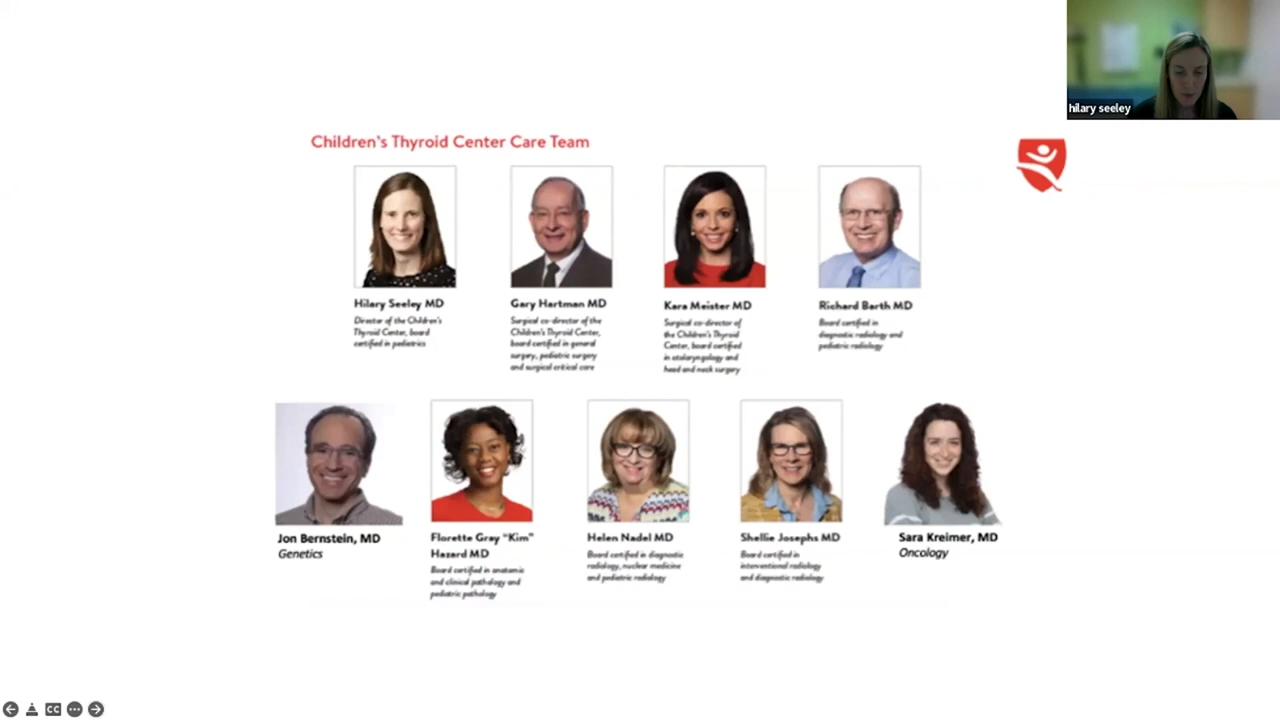 hilary seeley
Children's Thyroid Center Care Team
Hilary Seeley MD
Director of the Children's
Thyroid Center, board
certified in pediatrics
Gary Hartman MD
Surgical co-director of the
Children's Thyroid Center,
board certified in general
surgery, pediatric surgery
and surgical critical care
Kara Meister MD
Surgical co-director of
the Children's Thyroid
Center, board certified
in otolaryngology and
head and neck surgery
Richard Barth MD
Board certified in
diagnostic radiology and
pediatric radiology
Jon Bernstein, MD
Genetics
Florette Gray "Kim"
Hazard MD
Board certified in anatomic
and clinical pathology and
pediatric pathology
Helen Nadel MD
Board certified in diagnostic
radiology, nuclear medicine
and pediatric radiology
Shellie Josephs MD
Board certified in
interventional radiology
and diagnostic radiology
Sara Kreimer, MD
Oncology
CC